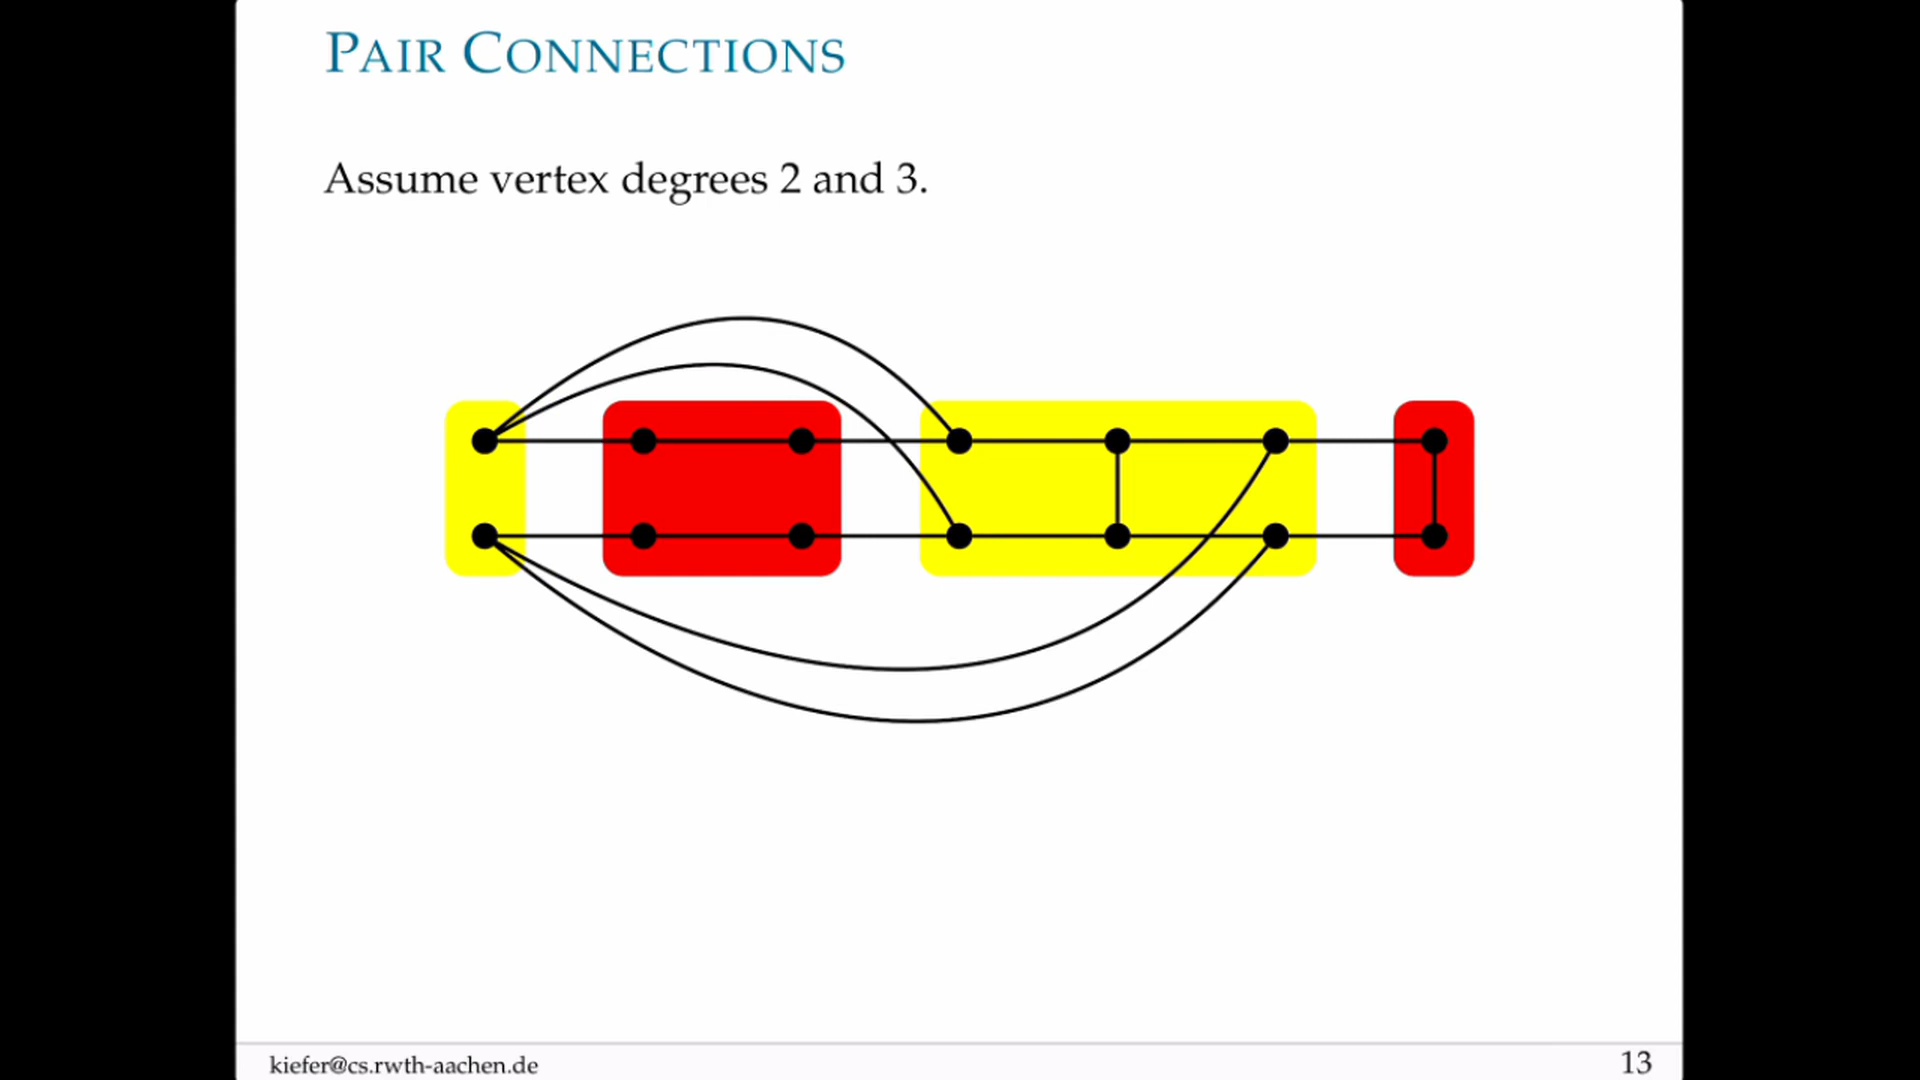 PAIR CONNECTIONS
Assume vertex degrees 2 and 3.
kiefer@cs.rwth-aachen.de
13